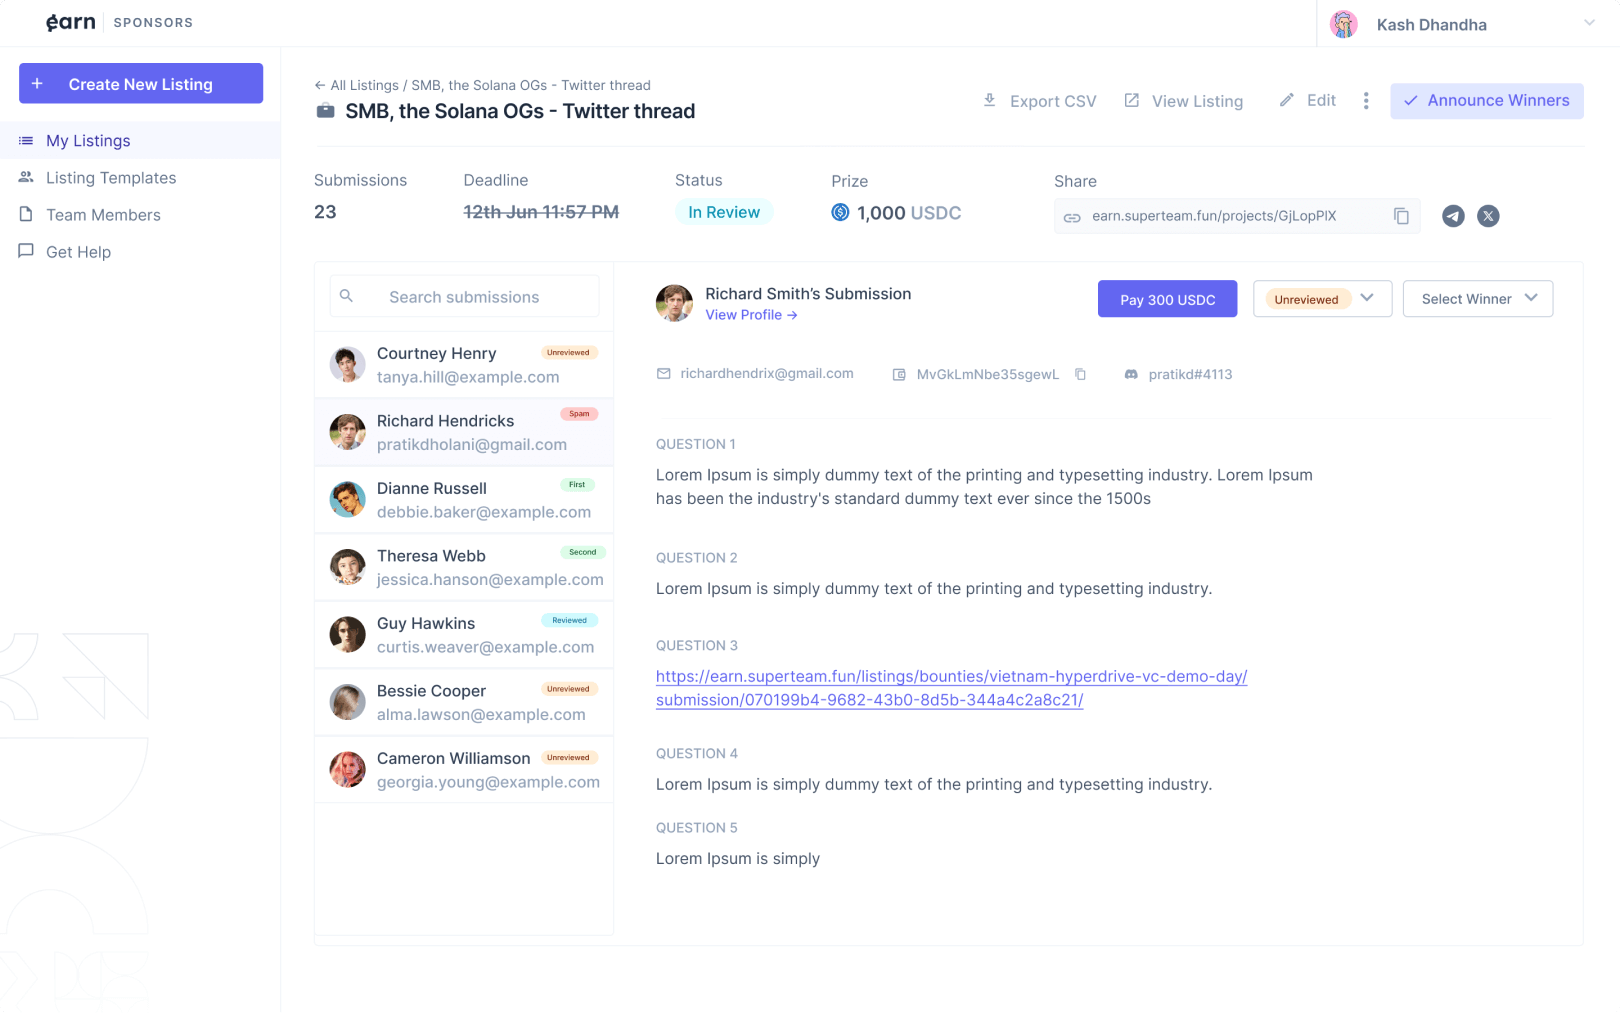 earn SPONSORS
Kash Dhandha
+ Create New Listing
My Listings
Listing Templates
Team Members
Get Help
← All Listings / SMB, the Solana OGs - Twitter thread
SMB, the Solana OGs - Twitter thread
Export CSV
View Listing
Edit
Announce Winners
Submissions
23
Deadline
12th Jun 11:57 PM
Status
In Review
Prize
1,000 USDC
Share
earn.superteam.fun/projects/GjLopPlX
Search submissions
Courtney Henry
Unreviewed
tanya.hill@example.com
Richard Hendricks
Spam
pratikdholani@gmail.com
Dianne Russell
First
debbie.baker@example.com
Theresa Webb
Second
jessica.hanson@example.com
Guy Hawkins
Reviewed
curtis.weaver@example.com
Bessie Cooper
Unreviewed
alma.lawson@example.com
Cameron Williamson
Unreviewed
georgia.young@example.com
Richard Smith’s Submission
View Profile →
Pay 300 USDC
Unreviewed
Select Winner
richardhendrix@gmail.com
MvGkLmNbe35sgewL
pratikd#4113
QUESTION 1
Lorem Ipsum is simply dummy text of the printing and typesetting industry. Lorem Ipsum
has been the industry's standard dummy text ever since the 1500s
QUESTION 2
Lorem Ipsum is simply dummy text of the printing and typesetting industry.
QUESTION 3
https://earn.superteam.fun/listings/bounties/vietnam-hyperdrive-vc-demo-day/
submission/070199b4-9682-43b0-8d5b-344a4c2a8c21/
QUESTION 4
Lorem Ipsum is simply dummy text of the printing and typesetting industry.
QUESTION 5
Lorem Ipsum is simply